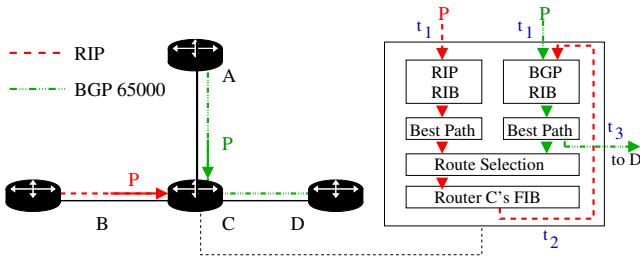 RIP
BGP 65000
A
P
P
B
C
D
t1
P
t1
P
RIP
RIB
BGP
RIB
Best Path
Best Path
t3
to D
Route Selection
Router C's FIB
t2